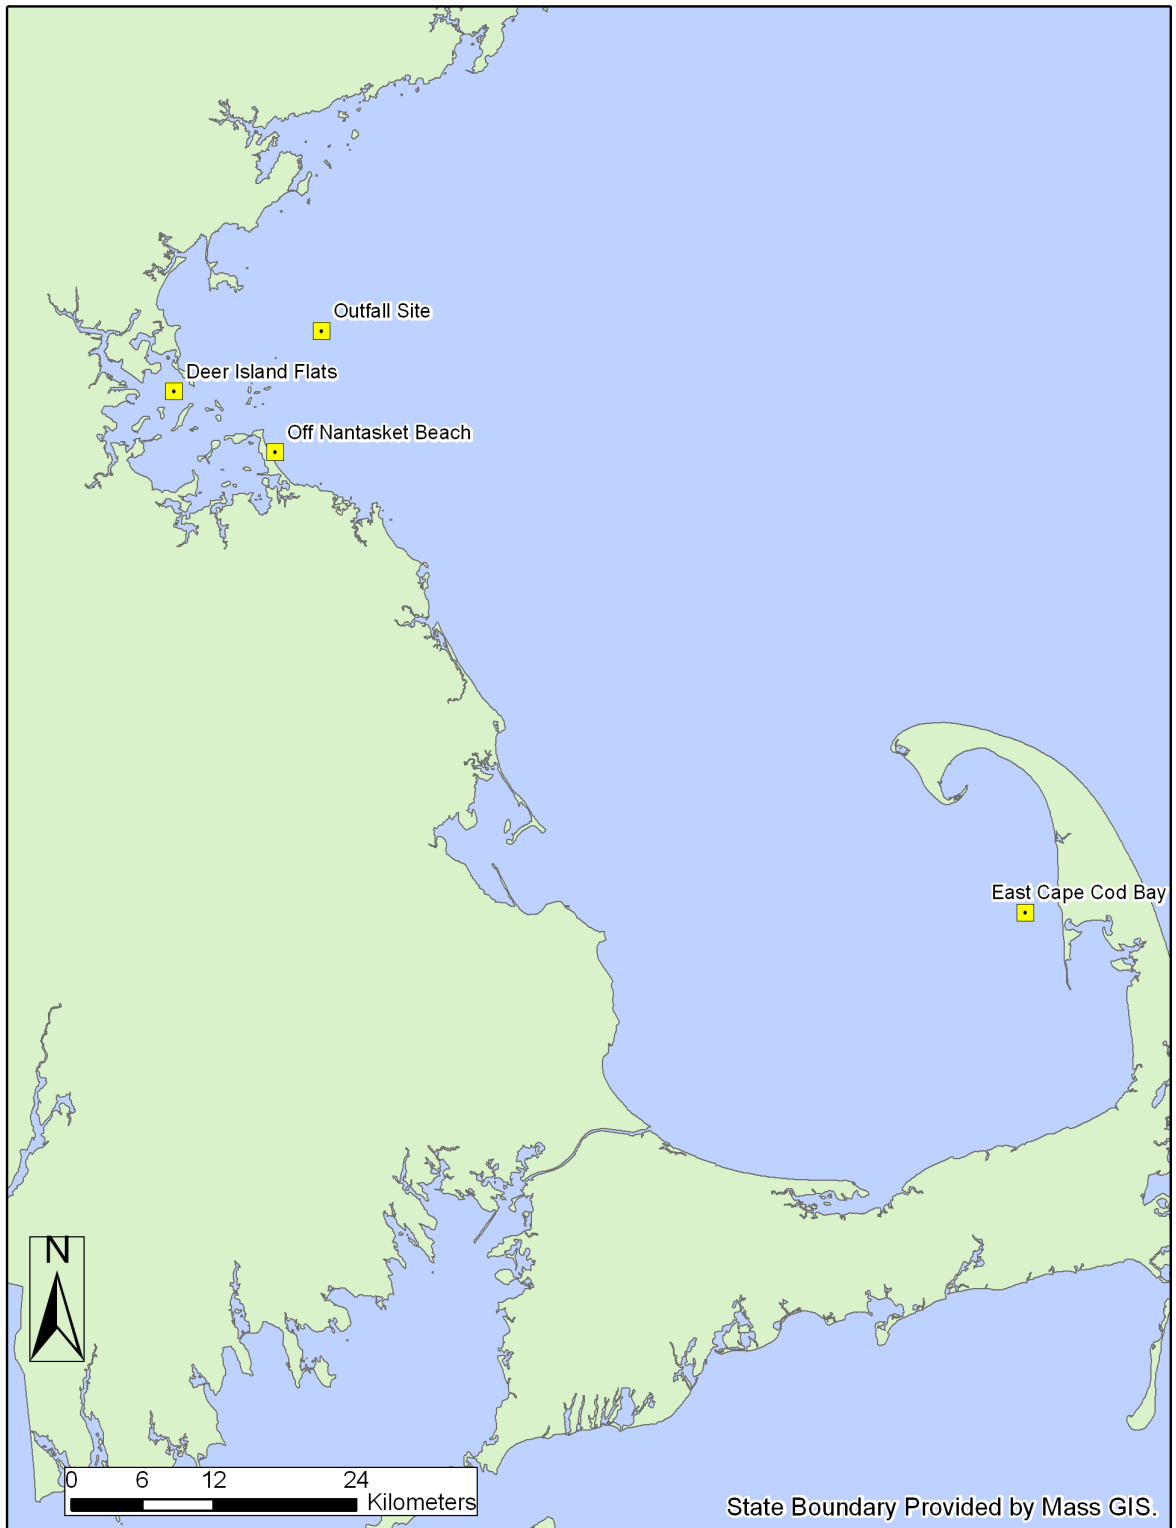 Outfall Site
Deer Island Flats
Off Nantasket Beach
East Cape Cod Bay
N
0 6 12 24
Kilometers
State Boundary Provided by Mass GIS.